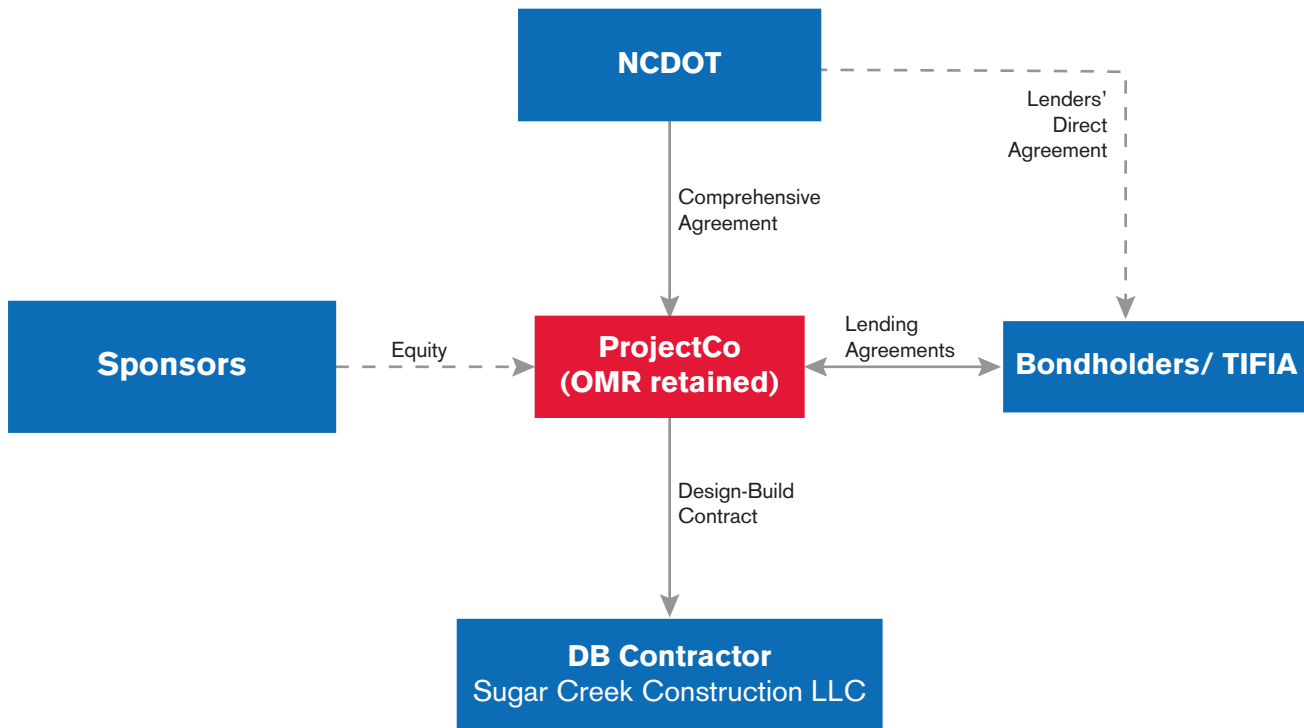 NCDOT
Lenders’
Direct
Agreement
Comprehensive
Agreement
Sponsors
Equity
ProjectCo
(OMR retained)
Lending
Agreements
Bondholders/ TIFIA
Design-Build
Contract
DB Contractor
Sugar Creek Construction LLC